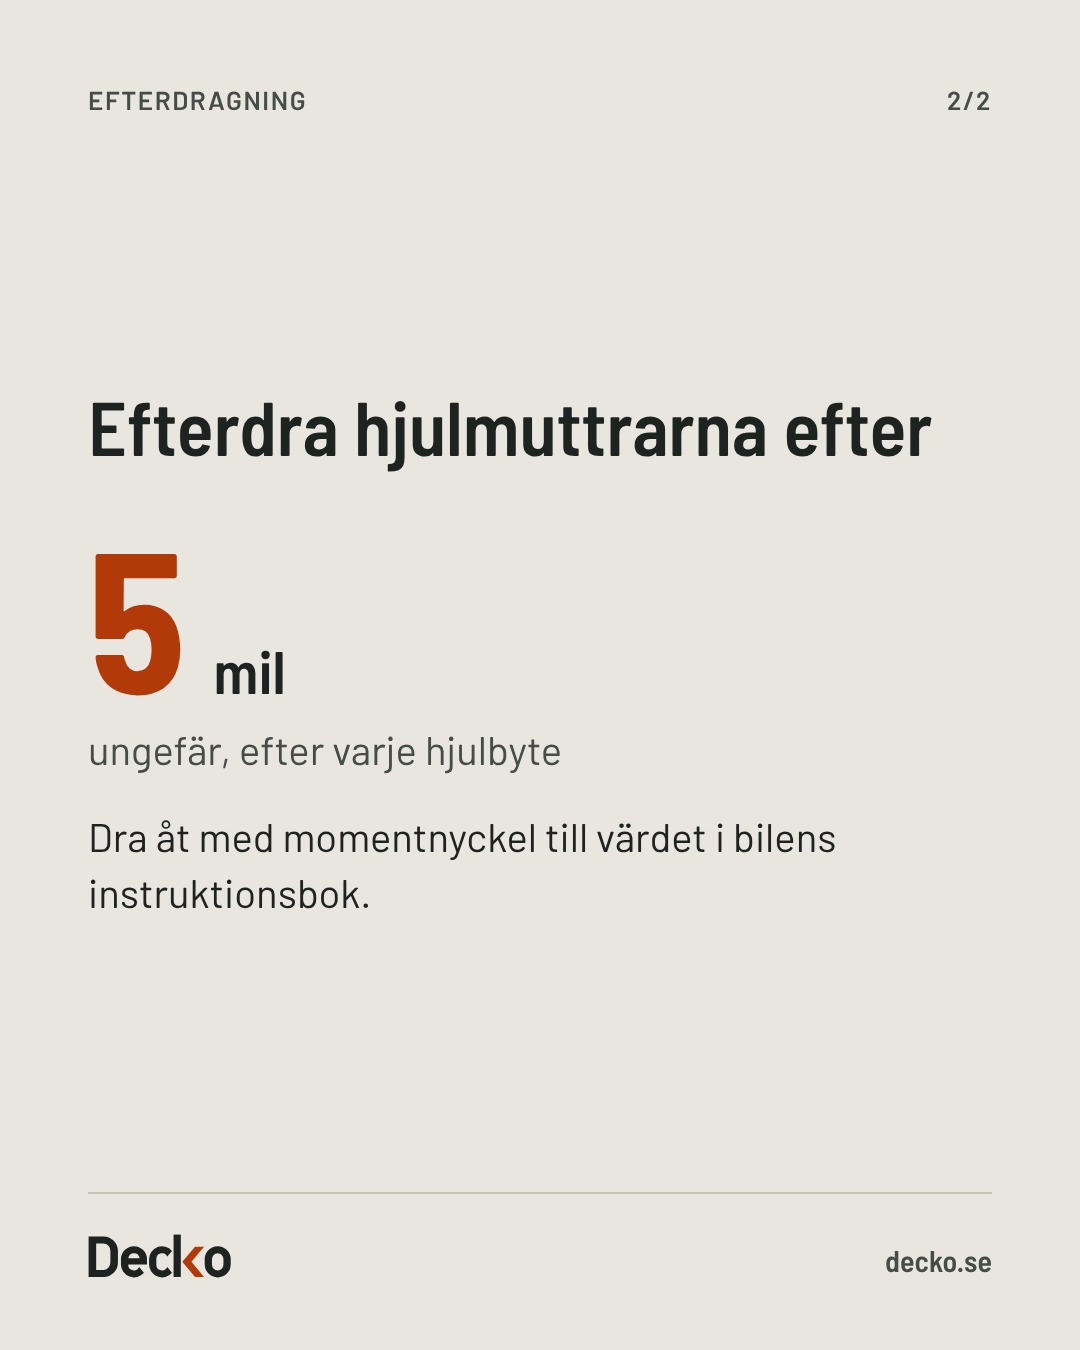 EFTERDRAGNING
2/2
Efterdra hjulmuttrarna efter
5 mil
ungefär, efter varje hjulbyte
Dra åt med momentnyckel till värdet i bilens
instruktionsbok.
Decko
decko.se